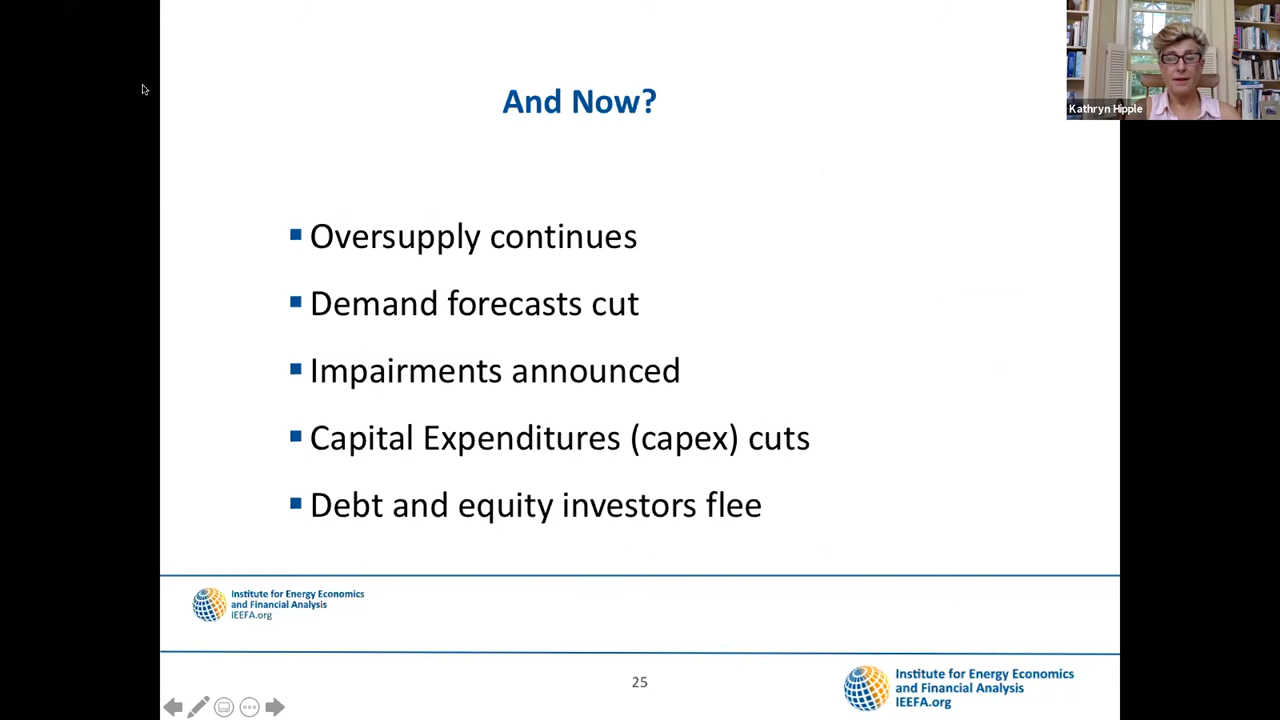 And Now?
Kathryn Hipple
Oversupply continues
Demand forecasts cut
Impairments announced
Capital Expenditures (capex) cuts
Debt and equity investors flee
Institute for Energy Economics
and Financial Analysis
IEEFA.org
25
Institute for Energy Economics
and Financial Analysis
IEEFA.org